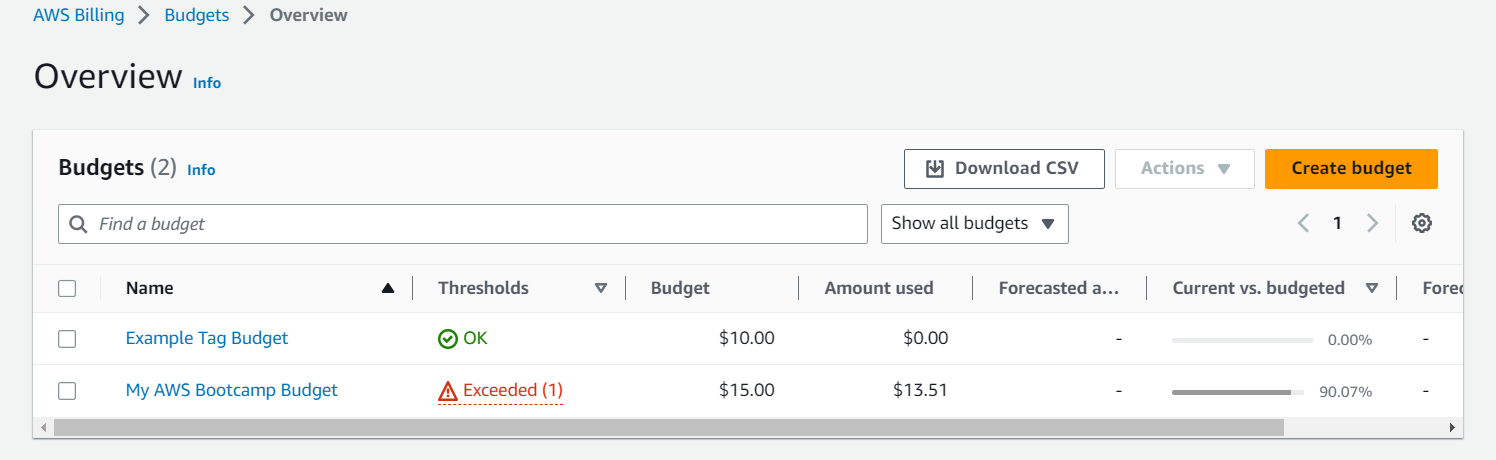 AWS Billing > Budgets > Overview
Overview Info
Budgets (2) Info Download CSV Actions Create budget
Find a budget Show all budgets 1
Name Thresholds Budget Amount used Forecasted a... Current vs. budgeted Forec
Example Tag Budget OK $10.00 $0.00 - 0.00% -
My AWS Bootcamp Budget Exceeded (1) $15.00 $13.51 - 90.07% -